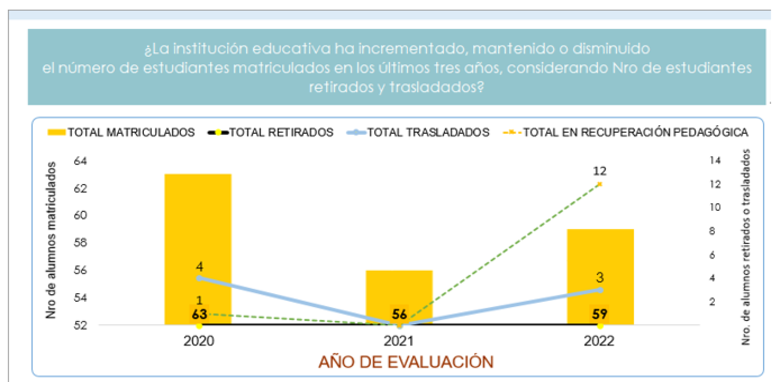 ¿La institución educativa ha incrementado, mantenido o disminuido
el número de estudiantes matriculados en los últimos tres años, considerando Nro de estudiantes
retirados y trasladados?
TOTAL MATRICULADOS TOTAL RETIRADOS TOTAL TRASLADADOS TOTAL EN RECUPERACIÓN PEDAGÓGICA
Nro de alumnos matriculados
64
62
60
58
56
54
52
4
1
63
56
12
3
59
14
12
10
8
6
4
2
Nro. de alumnos retirados o trasladados
2020 2021 2022
AÑO DE EVALUACIÓN